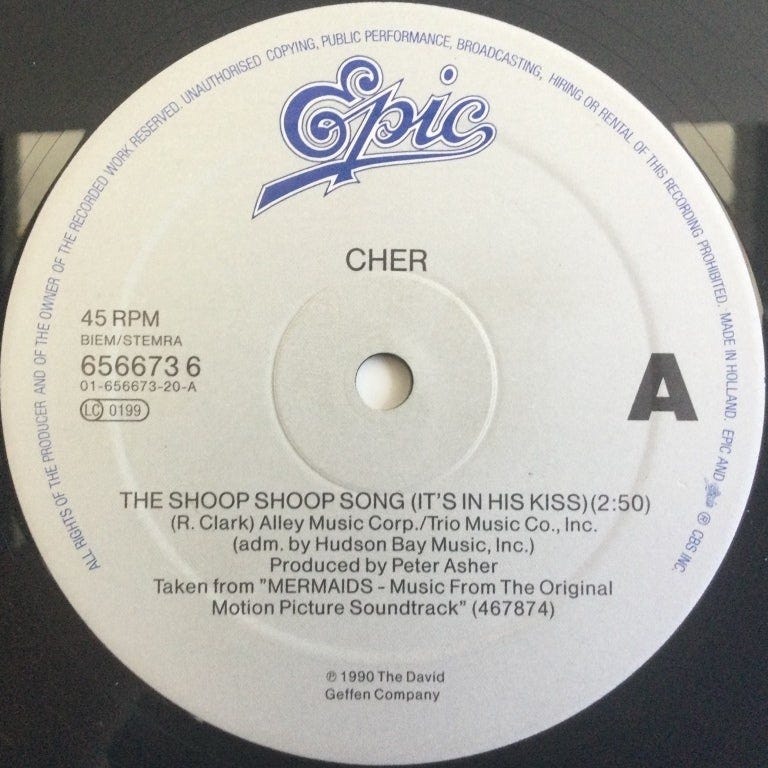 ALL RIGHTS OF THE PRODUCER AND OF THE OWNER OF THE RECORDED WORK RESERVED. UNAUTHORISED COPYING, PUBLIC PERFORMANCE, BROADCASTING, HIRING OR RENTAL OF THIS RECORDING PROHIBITED. MADE IN HOLLAND. EPIC AND Epic ® CBS INC.
Epic
CHER
45 RPM
BIEM/STEMRA
656673 6
01-656673-20-A
LC 0199
A
THE SHOOP SHOOP SONG (IT'S IN HIS KISS)(2:50)
(R. Clark) Alley Music Corp./Trio Music Co., Inc.
(adm. by Hudson Bay Music, Inc.)
Produced by Peter Asher
Taken from "MERMAIDS - Music From The Original
Motion Picture Soundtrack" (467874)
℗ 1990 The David
Geffen Company